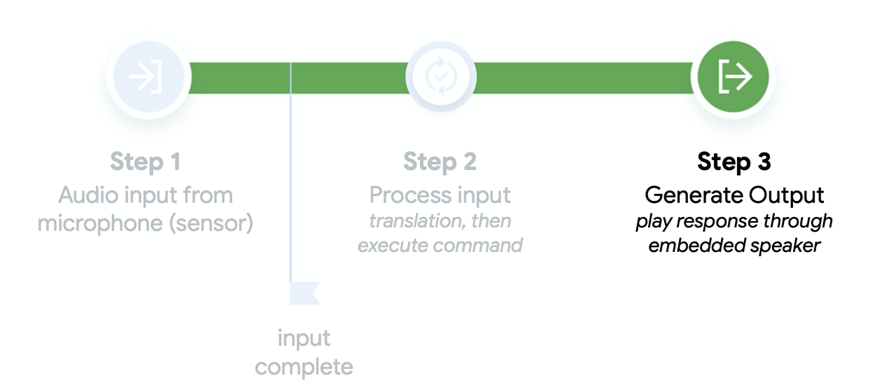 Step 1
Audio input from
microphone (sensor)
Step 2
Process input
translation, then
execute command
Step 3
Generate Output
play response through
embedded speaker
input
complete